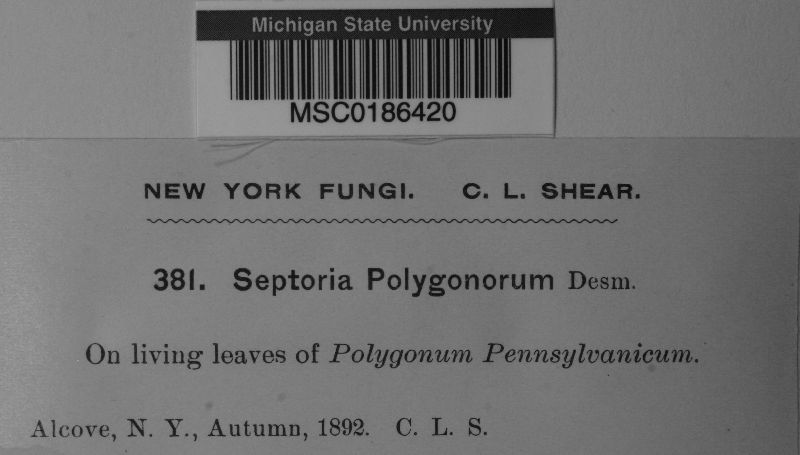 Michigan State University
MSC0186420
NEW YORK FUNGI. C. L. SHEAR.
381. Septoria Polygonorum Desm.
On living leaves of Polygonum Pennsylvanicum.
Alcove, N. Y., Autumn, 1892. C. L. S.